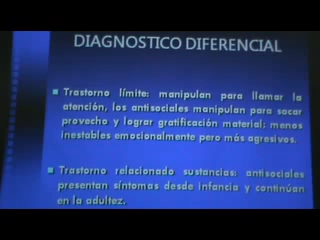 DIAGNOSTICO DIFERENCIAL
Trastorno límite: manipulan para llamar la
atención, los antisociales manipulan para sacar
provecho y lograr gratificación material; menos
inestables emocionalmente pero más agresivos.
Trastorno relacionado sustancias: antisociales
presentan síntomas desde infancia y continúan
en la adultez.